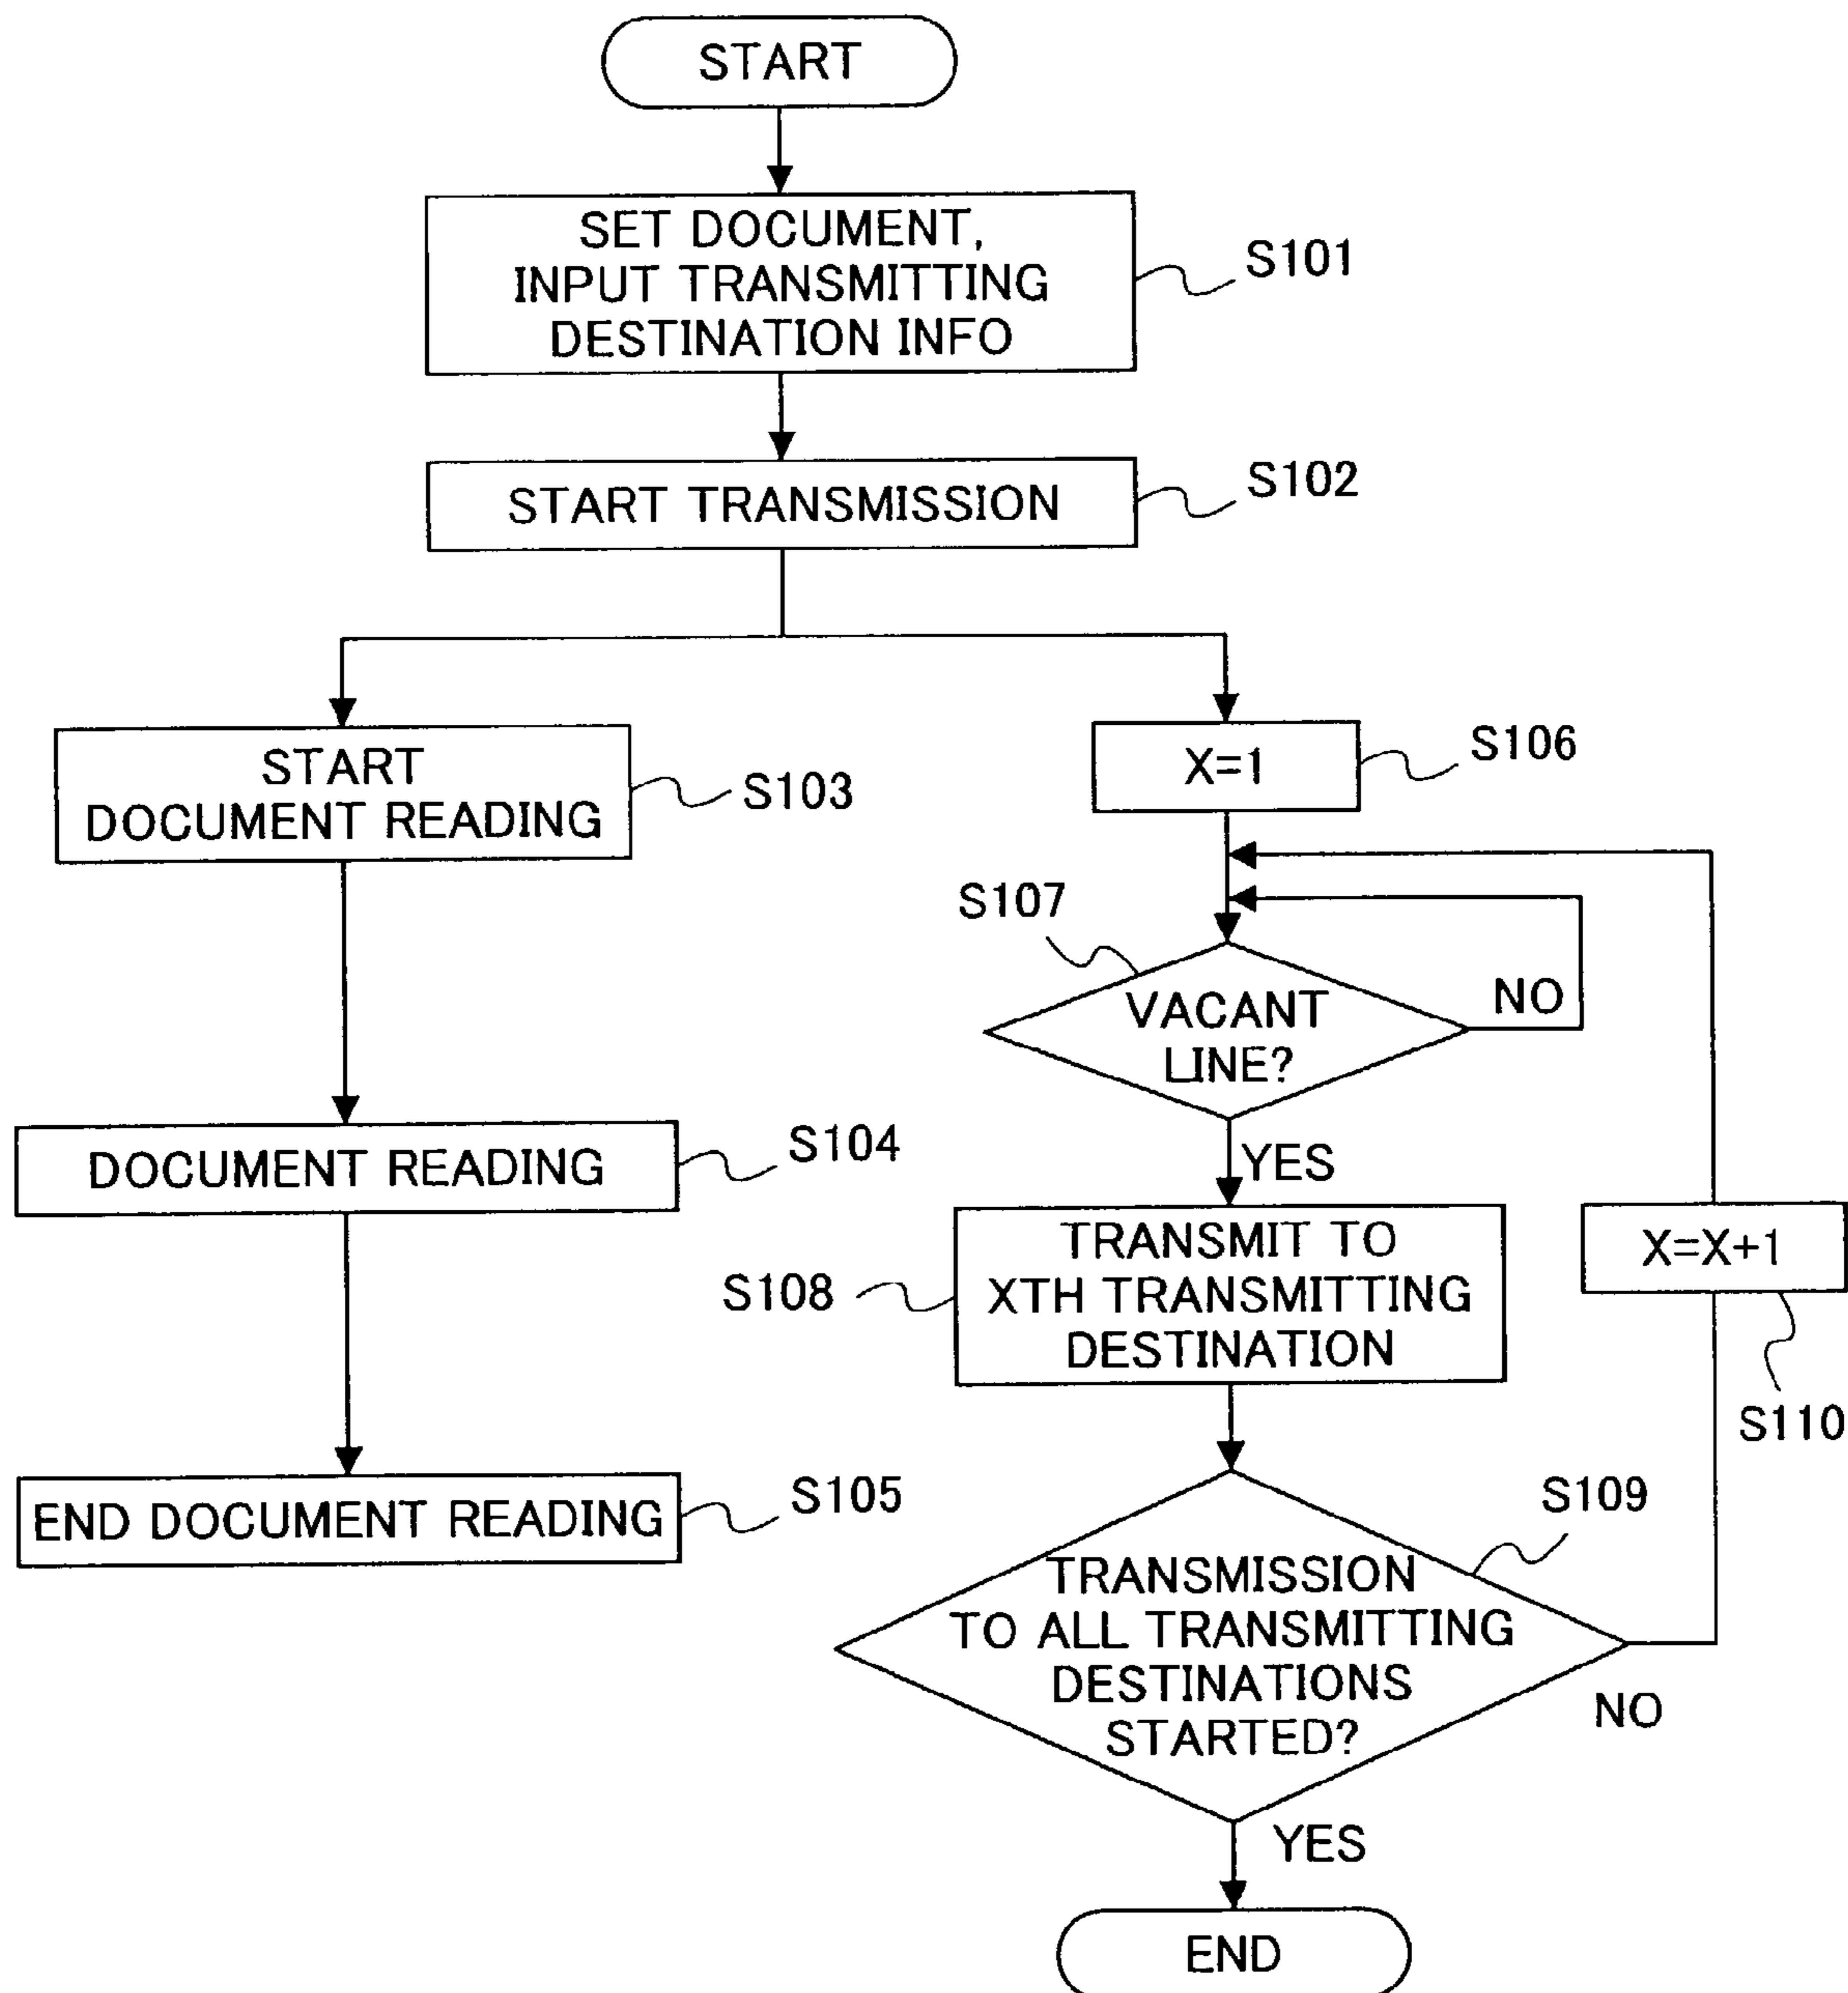 START
SET DOCUMENT,
INPUT TRANSMITTING
DESTINATION INFO
S101
START TRANSMISSION
S102
START
DOCUMENT READING
S103
DOCUMENT READING
S104
END DOCUMENT READING
S105
X=1
S106
S107
VACANT
LINE?
NO
YES
S108
TRANSMIT TO
XTH TRANSMITTING
DESTINATION
X=X+1
S110
S109
TRANSMISSION
TO ALL TRANSMITTING
DESTINATIONS
STARTED?
NO
YES
END